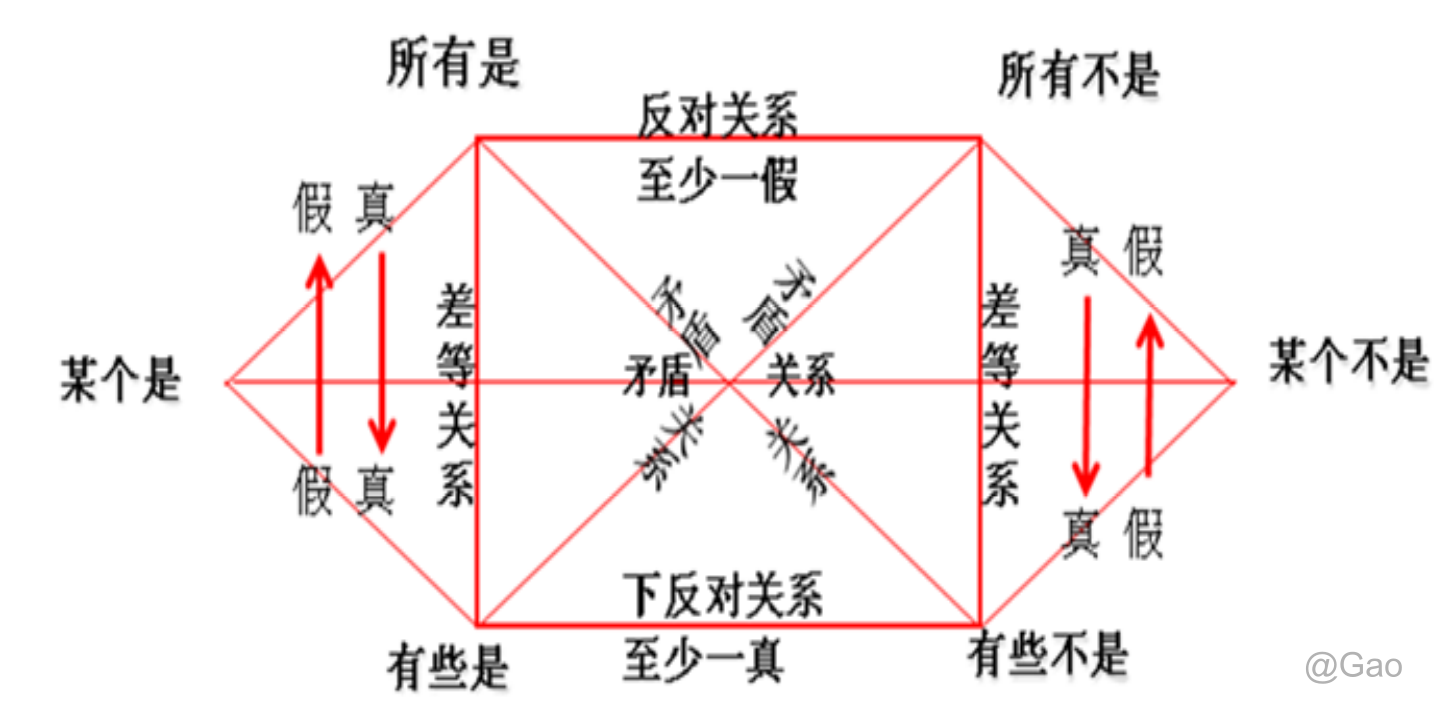 所有是
所有不是
反对关系
至少一假
假 真
真 假
矛盾
矛盾
差等关系
差等关系
某个是
矛盾 关系
某个不是
关系
关系
假 真
真 假
下反对关系
有些是
至少一真
有些不是
@Gao